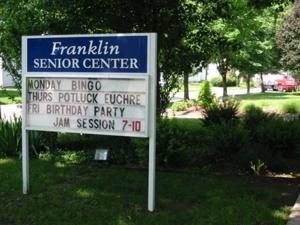 Franklin
SENIOR CENTER
MONDAY BINGO
THURS POTLUCK EUCHRE
FRI BIRTHDAY PARTY
JAM SESSION 7-10